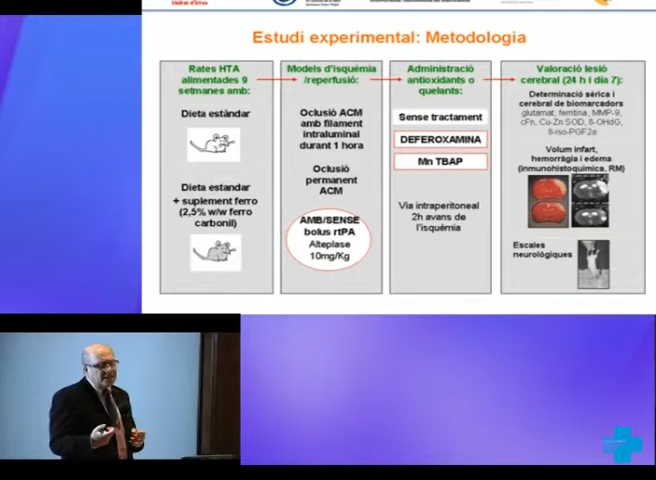 Estudi experimental: Metodologia
Rates HTA
alimentades 9
setmanes amb:
Dieta estàndar
Dieta estandar
+ suplement ferro
(2,5% w/w ferro
carbonil)
Models d'isquèmia
/reperfusió:
Oclusió ACM
amb filament
intraluminal
durant 1 hora
Oclusió
permanent
ACM
AMB/SENSE
bolus rtPA
Alteplase
10mg/Kg
Administració
antioxidants o
quelants:
Sense tractament
DEFEROXAMINA
Mn TBAP
Via intraperitoneal
2h avans de
l'isquèmia
Valoració lesió
cerebral (24 h i dia 7):
Determinació sérica i
cerebral de biomarcadors
glutamat, ferritina, MMP-9,
cFn, Cu-Zn SOD, 8-OHdG,
8-iso-PGF2a
Volum infart,
hemorràgia i edema
(inmunohistoquimica, RM)
Escales
neurològiques